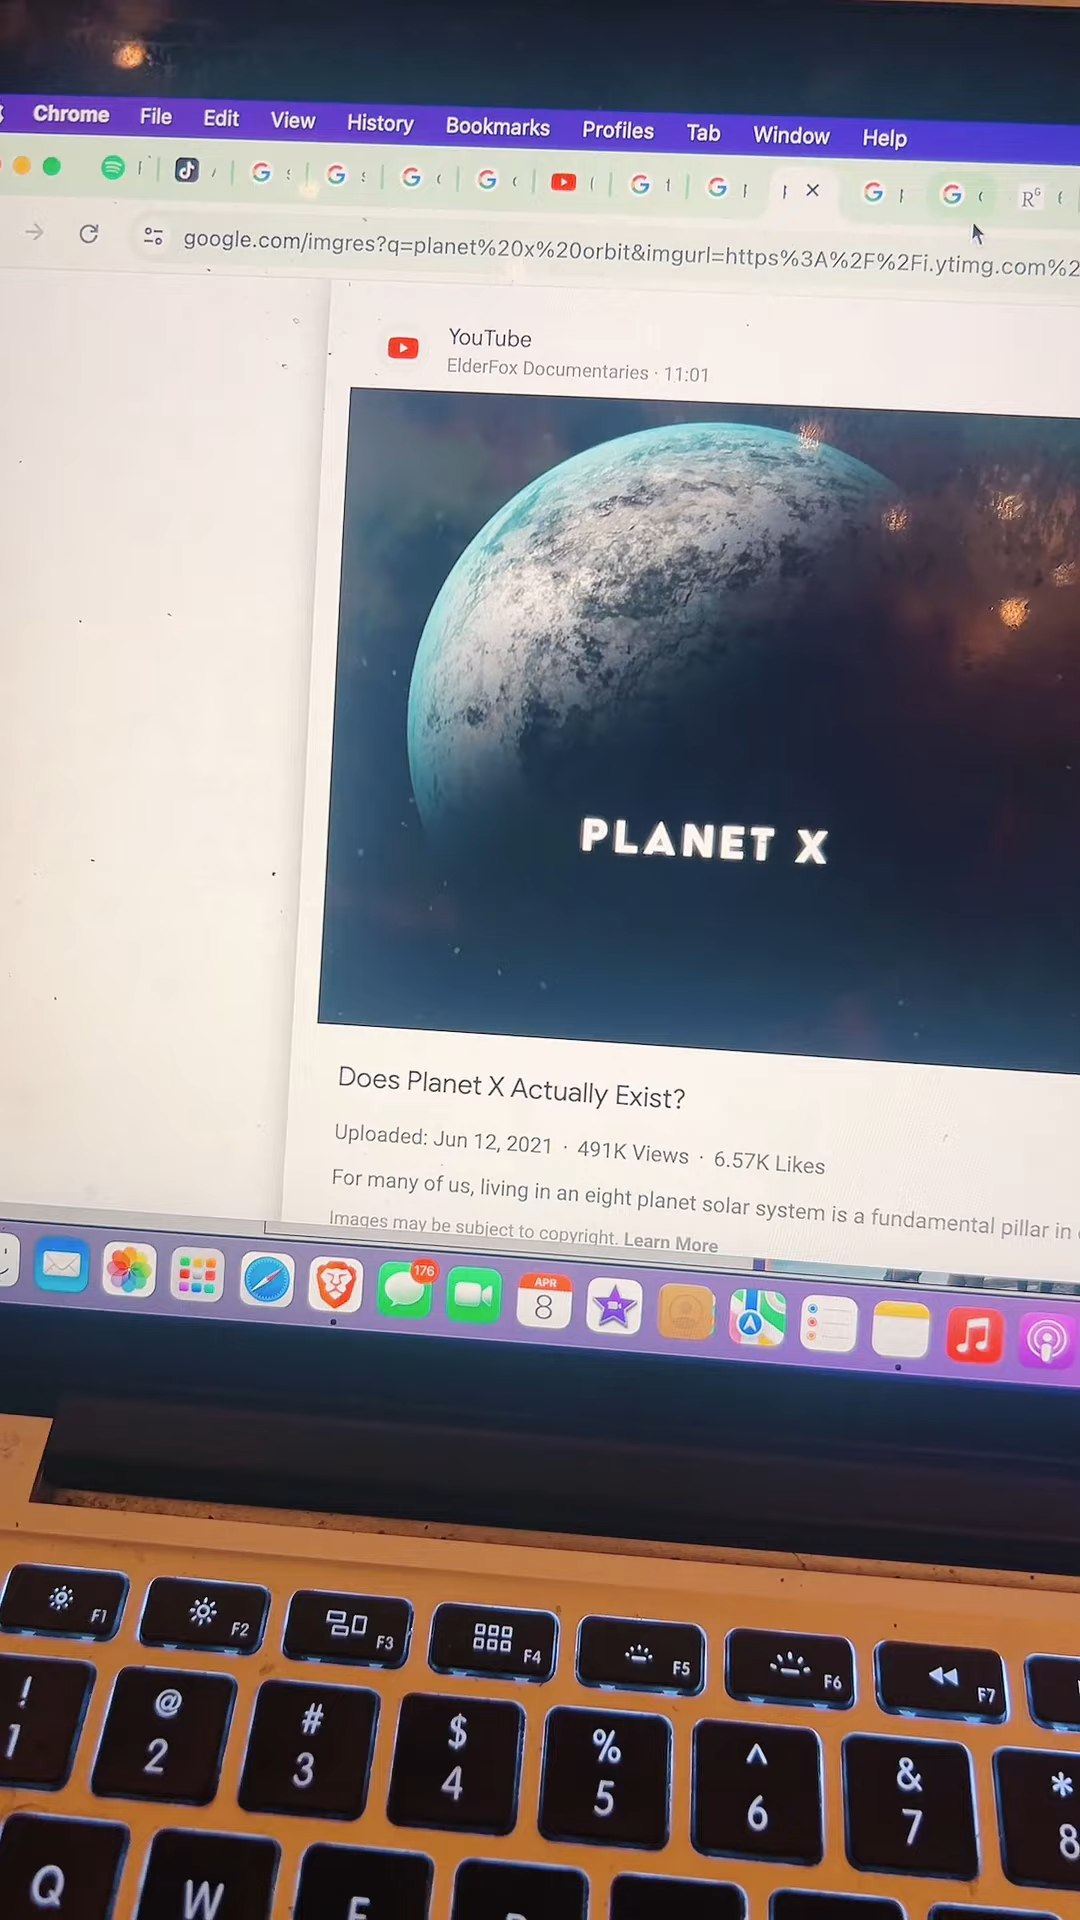 Chrome File Edit View History Bookmarks Profiles Tab Window Help
google.com/imgres?q=planet%20x%20orbit&imgurl=https%3A%2F%2Fi.ytimg.com%2
YouTube
ElderFox Documentaries · 11:01
PLANET X
Does Planet X Actually Exist?
Uploaded: Jun 12, 2021 · 491K Views · 6.57K Likes
For many of us, living in an eight planet solar system is a fundamental pillar in
Images may be subject to copyright. Learn More
176
APR
8
F1 F2 F3 F4 F5 F6 F7
! @ # $ % ^ & *
1 2 3 4 5 6 7 8
Q W